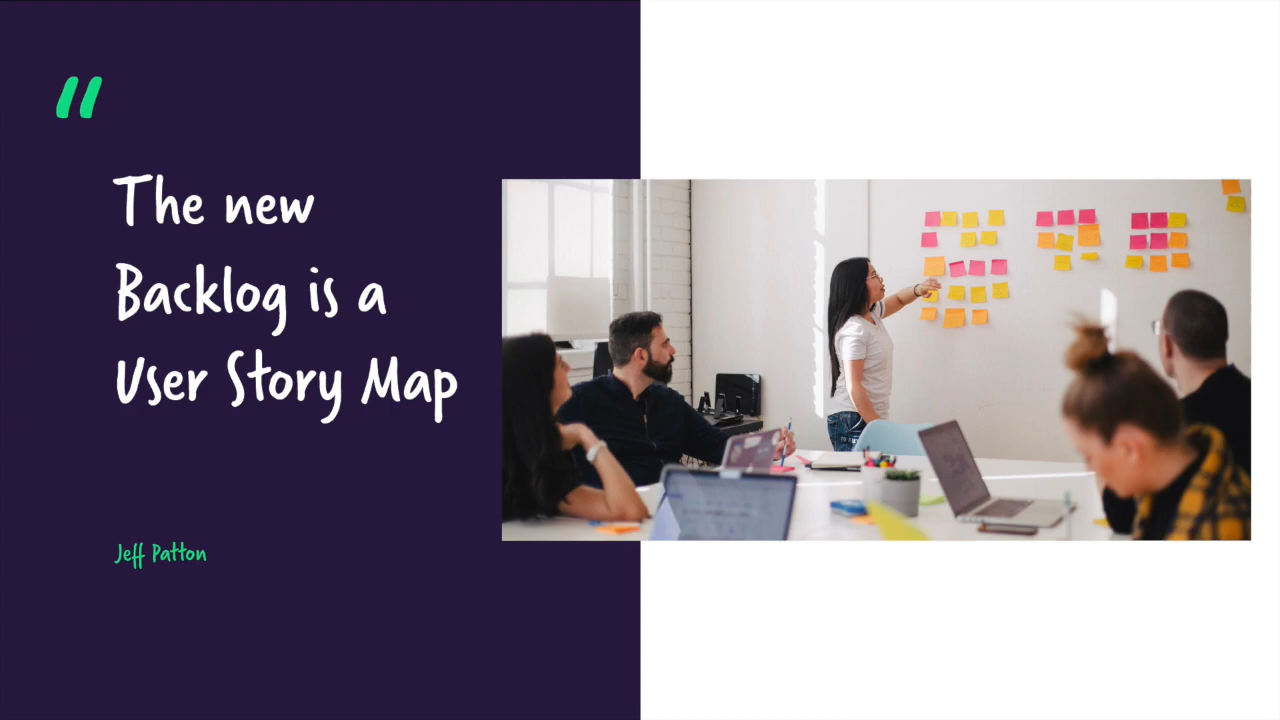 “
The new
Backlog is a
User Story Map
Jeff Patton